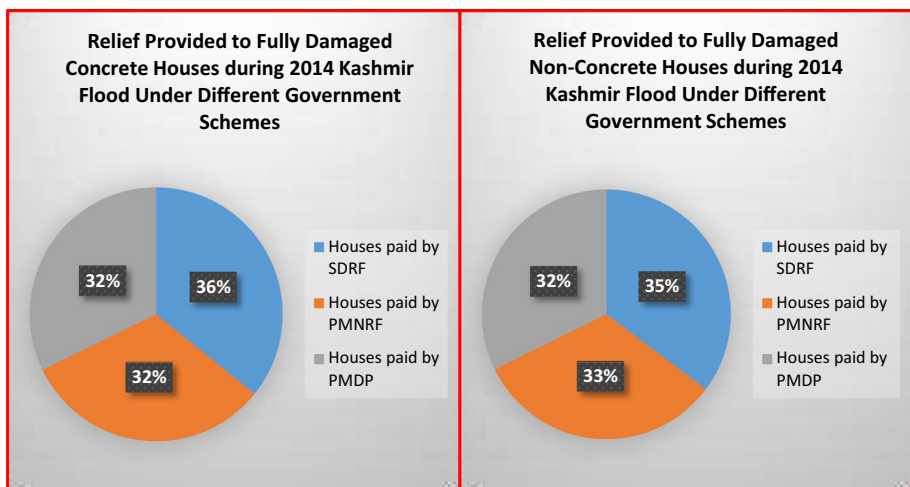 Relief Provided to Fully Damaged
Concrete Houses during 2014 Kashmir
Flood Under Different Government
Schemes
32%
36%
32%
Houses paid by
SDRF
Houses paid by
PMNRF
Houses paid by
PMDP
Relief Provided to Fully Damaged
Non-Concrete Houses during 2014
Kashmir Flood Under Different
Government Schemes
32%
35%
33%
Houses paid by
SDRF
Houses paid by
PMNRF
Houses paid by
PMDP